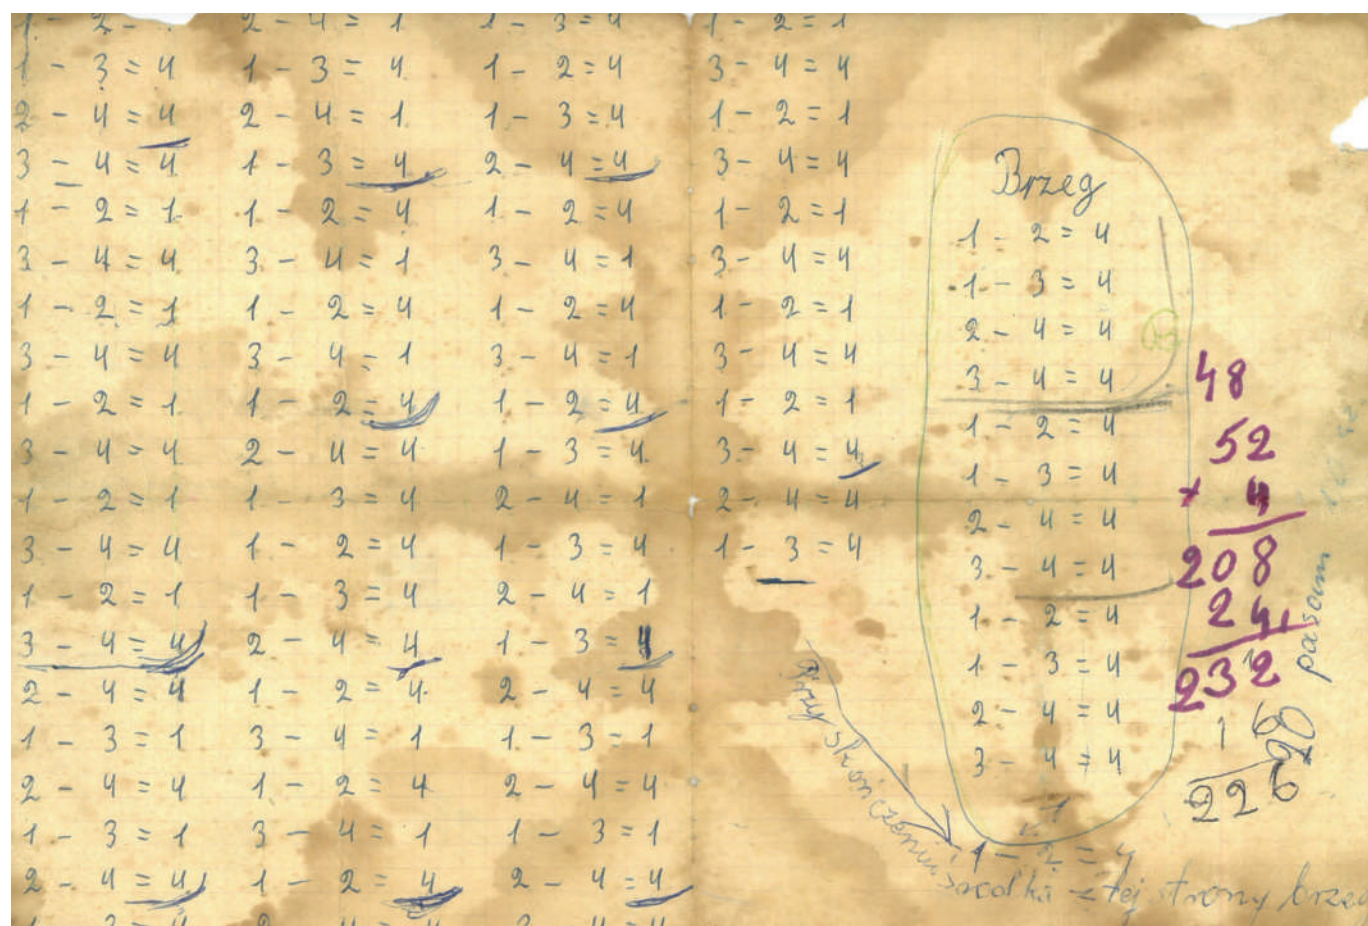 1 - 3 = 4
2 - 4 = 4
3 - 4 = 4
1 - 2 = 1
3 - 4 = 4
1 - 2 = 1
3 - 4 = 4
1 - 2 = 1
3 - 4 = 4
1 - 2 = 1
3 - 4 = 4
1 - 2 = 1
3 - 4 = 4
2 - 4 = 4
1 - 3 = 1
2 - 4 = 4
1 - 3 = 1
2 - 4 = 4
2 - 4 = 1
1 - 3 = 4
2 - 4 = 1
1 - 3 = 4
1 - 2 = 4
3 - 4 = 1
1 - 2 = 4
3 - 4 - 1
1 - 2 = 4
2 - 4 = 4
1 - 3 = 4
1 - 2 = 4
1 - 3 = 4
2 - 4 = 4
1 - 2 = 4
3 - 4 = 1
1 - 2 = 4
3 - 4 = 1
1 - 2 = 4
1 - 3 = 4
1 - 2 = 4
1 - 3 = 4
2 - 4 = 4
1 - 2 = 4
3 - 4 = 1
1 - 2 = 4
3 - 4 = 1
1 - 2 = 4
1 - 3 = 4
2 - 4 = 1
1 - 3 = 4
2 - 4 = 1
1 - 3 = 4
2 - 4 = 4
1 - 3 = 1
2 - 4 = 4
1 - 3 = 1
2 - 4 = 4
1 - 2 = 1
3 - 4 = 4
1 - 2 = 1
3 - 4 = 4
1 - 2 = 1
3 - 4 = 4
1 - 2 = 1
3 - 4 = 4
1 - 2 = 1
3 - 4 = 4
2 - 4 = 4
1 - 3 = 4
Brzeg
1 - 2 = 4
1 - 3 = 4
2 - 4 = 4
3 - 4 = 4
1 - 2 = 4
1 - 3 = 4
2 - 4 = 4
3 - 4 = 4
1 - 2 = 4
1 - 3 = 4
2 - 4 = 4
3 - 4 = 4
1 - 2 = 4
Przy skończeniu środka z tej strony brzeg
48
52
× 4
208
24
232
226
pasam